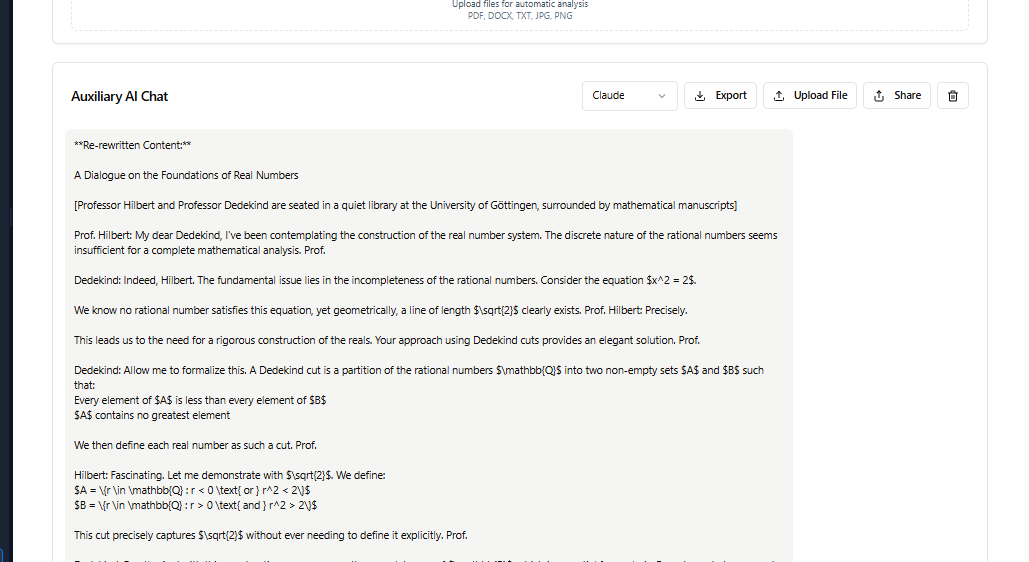 Upload files for automatic analysis
PDF, DOCX, TXT, JPG, PNG
Auxiliary AI Chat
Claude
Export
Upload File
Share
**Re-rewritten Content:**
A Dialogue on the Foundations of Real Numbers
[Professor Hilbert and Professor Dedekind are seated in a quiet library at the University of Göttingen, surrounded by mathematical manuscripts]
Prof. Hilbert: My dear Dedekind, I've been contemplating the construction of the real number system. The discrete nature of the rational numbers seems
insufficient for a complete mathematical analysis. Prof.
Dedekind: Indeed, Hilbert. The fundamental issue lies in the incompleteness of the rational numbers. Consider the equation $x^2 = 2$.
We know no rational number satisfies this equation, yet geometrically, a line of length $\sqrt{2}$ clearly exists. Prof. Hilbert: Precisely.
This leads us to the need for a rigorous construction of the reals. Your approach using Dedekind cuts provides an elegant solution. Prof.
Dedekind: Allow me to formalize this. A Dedekind cut is a partition of the rational numbers $\mathbb{Q}$ into two non-empty sets $A$ and $B$ such
that:
Every element of $A$ is less than every element of $B$
$A$ contains no greatest element
We then define each real number as such a cut. Prof.
Hilbert: Fascinating. Let me demonstrate with $\sqrt{2}$. We define:
$A = \{r \in \mathbb{Q} : r < 0 \text{ or } r^2 < 2\}$
$B = \{r \in \mathbb{Q} : r > 0 \text{ and } r^2 > 2\}$
This cut precisely captures $\sqrt{2}$ without ever needing to define it explicitly. Prof.